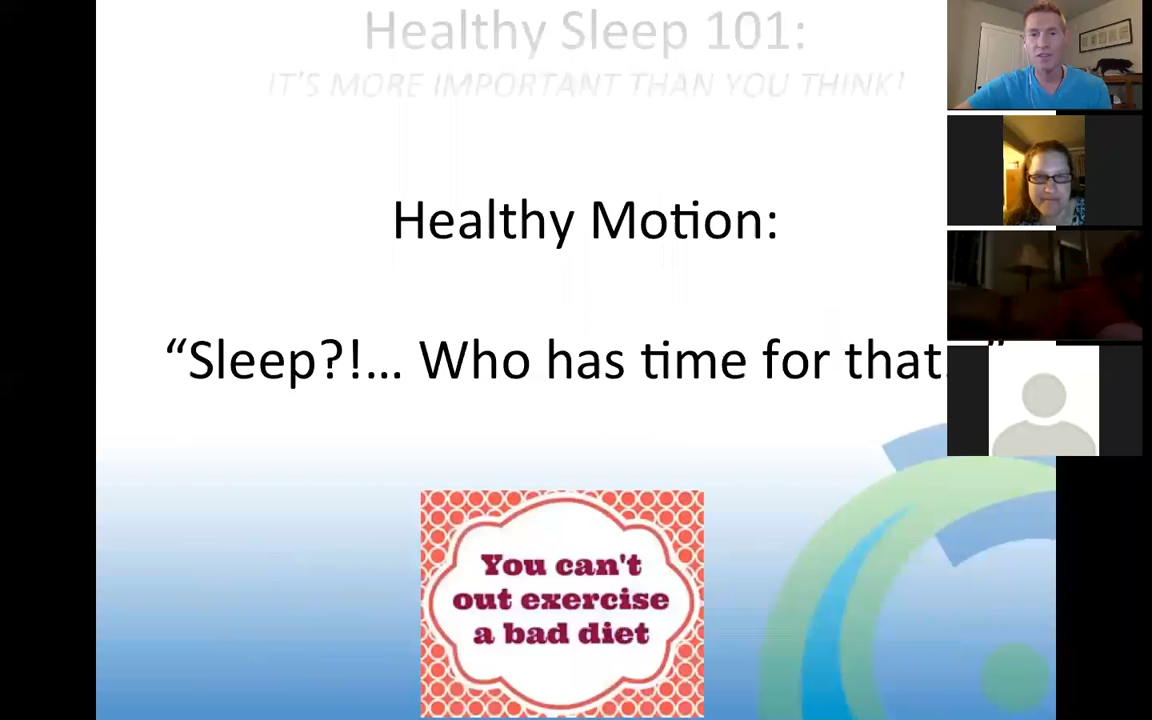 Healthy Sleep 101:
IT'S MORE IMPORTANT THAN YOU THINK!
Healthy Motion:
“Sleep?!... Who has time for that. ”
You can't
out exercise
a bad diet